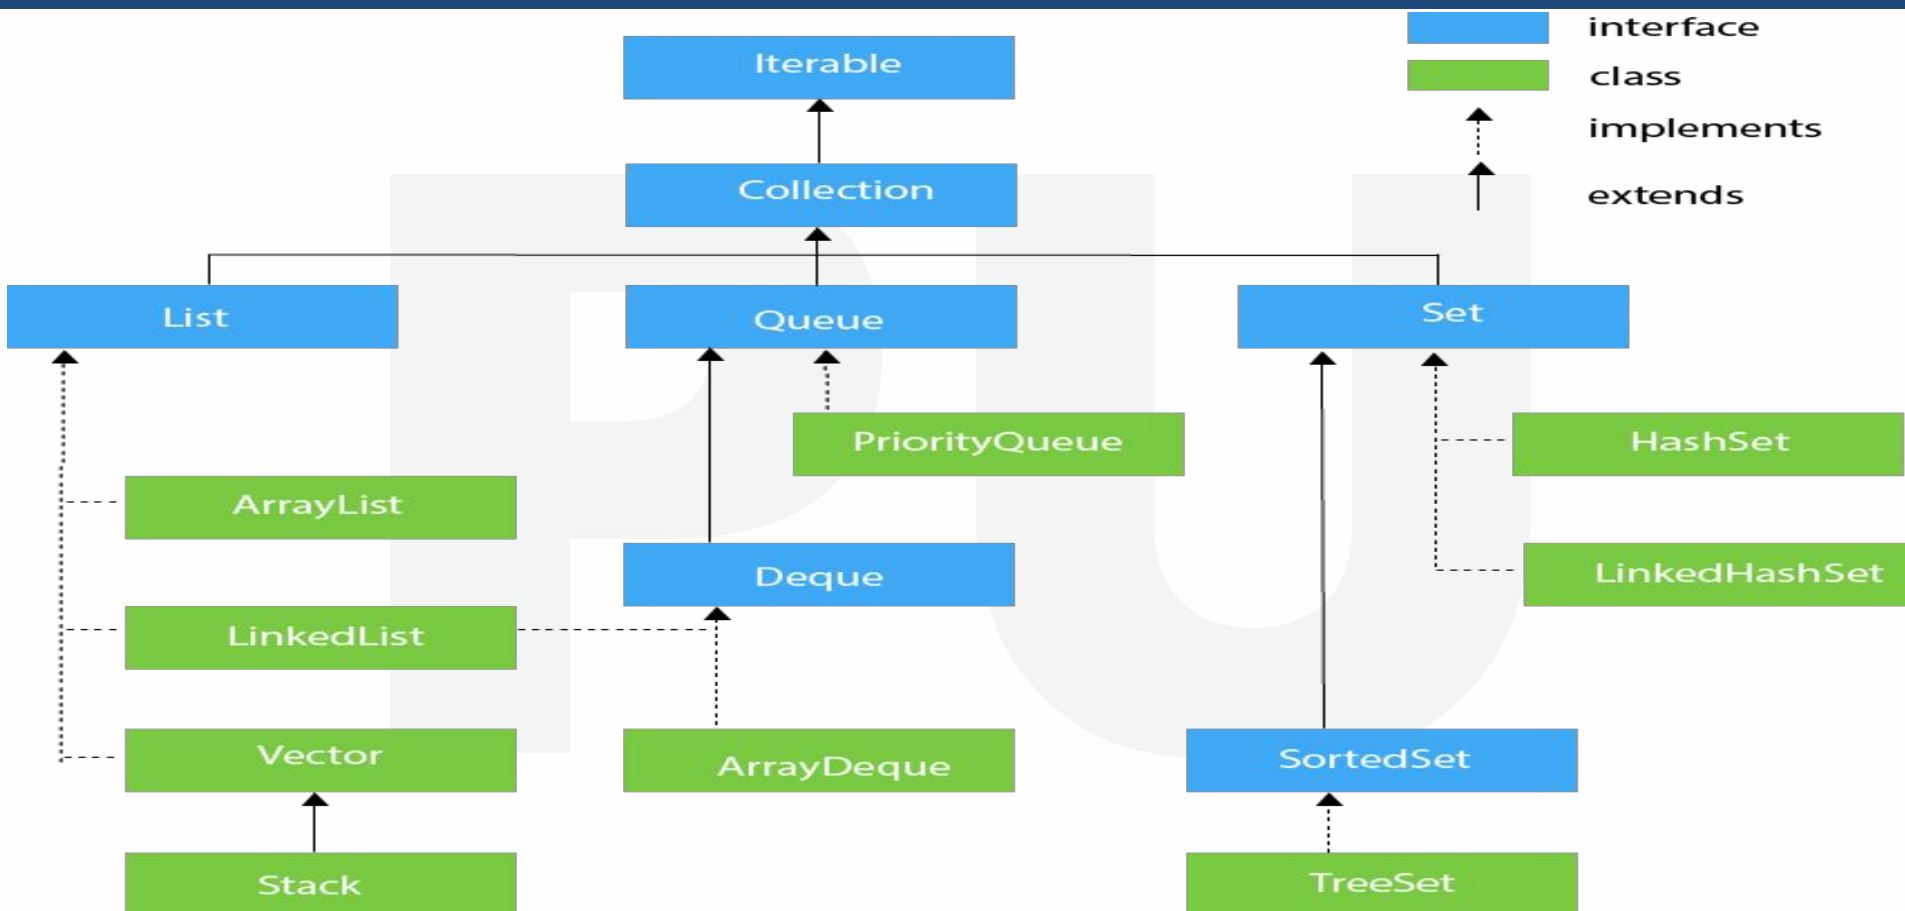 Iterable
interface
class
implements
extends
Collection
List
Queue
Set
PriorityQueue
HashSet
ArrayList
Deque
LinkedHashSet
LinkedList
Vector
ArrayDeque
SortedSet
Stack
TreeSet
PU